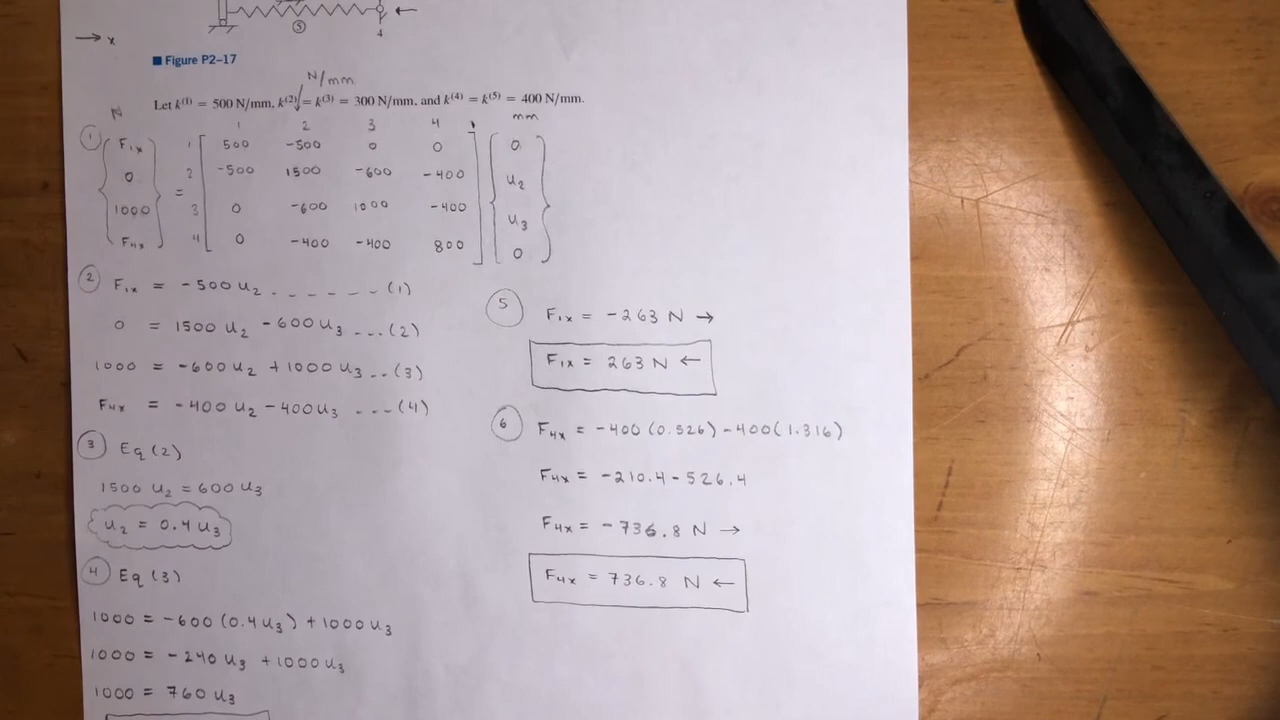 5
4
→ x
Figure P2–17
N/mm
Let k(1) = 500 N/mm, k(2) = k(3) = 300 N/mm, and k(4) = k(5) = 400 N/mm.
N
mm
1
1 2 3 4
F1x 1 500 -500 0 0 0
0 = 2 -500 1500 -600 -400 u2
1000 3 0 -600 1000 -400 u3
F4x 4 0 -400 -400 800 0
2 F1x = -500 u2 - - - - - - (1)
0 = 1500 u2 - 600 u3 --- (2)
1000 = -600 u2 + 1000 u3 -- (3)
F4x = -400 u2 - 400 u3 --- (4)
3 Eq (2)
1500 u2 = 600 u3
u2 = 0.4 u3
4 Eq (3)
1000 = -600 (0.4 u3) + 1000 u3
1000 = -240 u3 + 1000 u3
1000 = 760 u3
5 F1x = -263 N →
F1x = 263 N ←
6 F4x = -400 (0.526) - 400 (1.316)
F4x = -210.4 - 526.4
F4x = -736.8 N →
F4x = 736.8 N ←